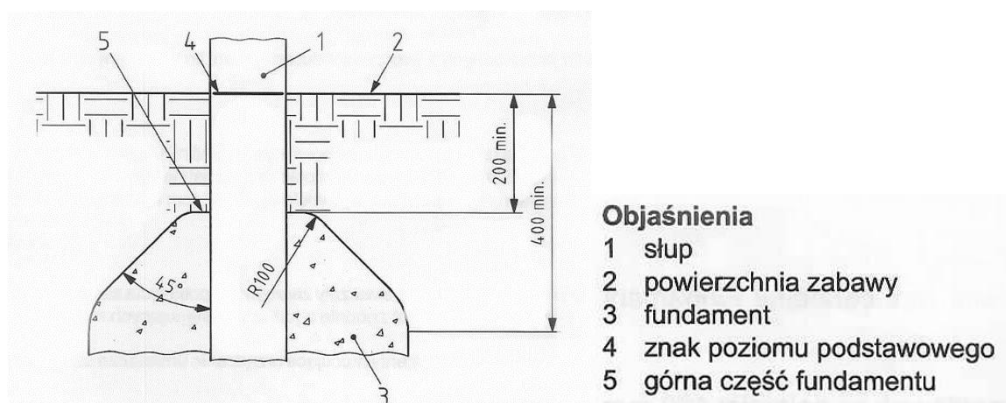 5
4
1
2
200 min.
400 min.
45°
R100
3
Objaśnienia
1 słup
2 powierzchnia zabawy
3 fundament
4 znak poziomu podstawowego
5 górna część fundamentu